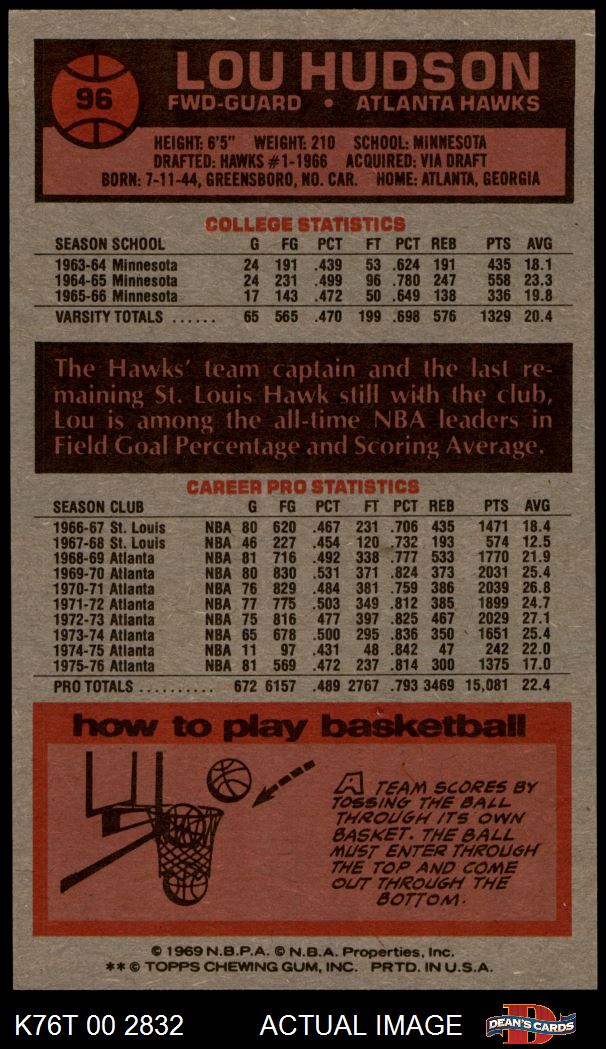 96
LOU HUDSON
FWD-GUARD • ATLANTA HAWKS
HEIGHT: 6'5" WEIGHT: 210 SCHOOL: MINNESOTA
DRAFTED: HAWKS #1-1966 ACQUIRED: VIA DRAFT
BORN: 7-11-44, GREENSBORO, NO. CAR. HOME: ATLANTA, GEORGIA
COLLEGE STATISTICS
SEASON SCHOOL G FG PCT FT PCT REB PTS AVG
1963-64 Minnesota 24 191 .439 53 .624 191 435 18.1
1964-65 Minnesota 24 231 .499 96 .780 247 558 23.3
1965-66 Minnesota 17 143 .472 50 .649 138 336 19.8
VARSITY TOTALS ...... 65 565 .470 199 .698 576 1329 20.4
The Hawks' team captain and the last re-
maining St. Louis Hawk still with the club,
Lou is among the all-time NBA leaders in
Field Goal Percentage and Scoring Average.
CAREER PRO STATISTICS
SEASON CLUB G FG PCT FT PCT REB PTS AVG
1966-67 St. Louis NBA 80 620 .467 231 .706 435 1471 18.4
1967-68 St. Louis NBA 46 227 .454 120 .732 193 574 12.5
1968-69 Atlanta NBA 81 716 .492 338 .777 533 1770 21.9
1969-70 Atlanta NBA 80 830 .531 371 .824 373 2031 25.4
1970-71 Atlanta NBA 76 829 .484 381 .759 386 2039 26.8
1971-72 Atlanta NBA 77 775 .503 349 .812 385 1899 24.7
1972-73 Atlanta NBA 75 816 .477 397 .825 467 2029 27.1
1973-74 Atlanta NBA 65 678 .500 295 .836 350 1651 25.4
1974-75 Atlanta NBA 11 97 .431 48 .842 47 242 22.0
1975-76 Atlanta NBA 81 569 .472 237 .814 300 1375 17.0
PRO TOTALS .......... 672 6157 .489 2767 .793 3469 15,081 22.4
how to play basketball
A TEAM SCORES BY
TOSSING THE BALL
THROUGH ITS OWN
BASKET. THE BALL
MUST ENTER THROUGH
THE TOP AND COME
OUT THROUGH THE
BOTTOM.
© 1969 N.B.P.A. © N.B.A. Properties, Inc.
** © TOPPS CHEWING GUM, INC. PRTD. IN U.S.A.
K76T 00 2832 ACTUAL IMAGE
D
DEAN'S CARDS